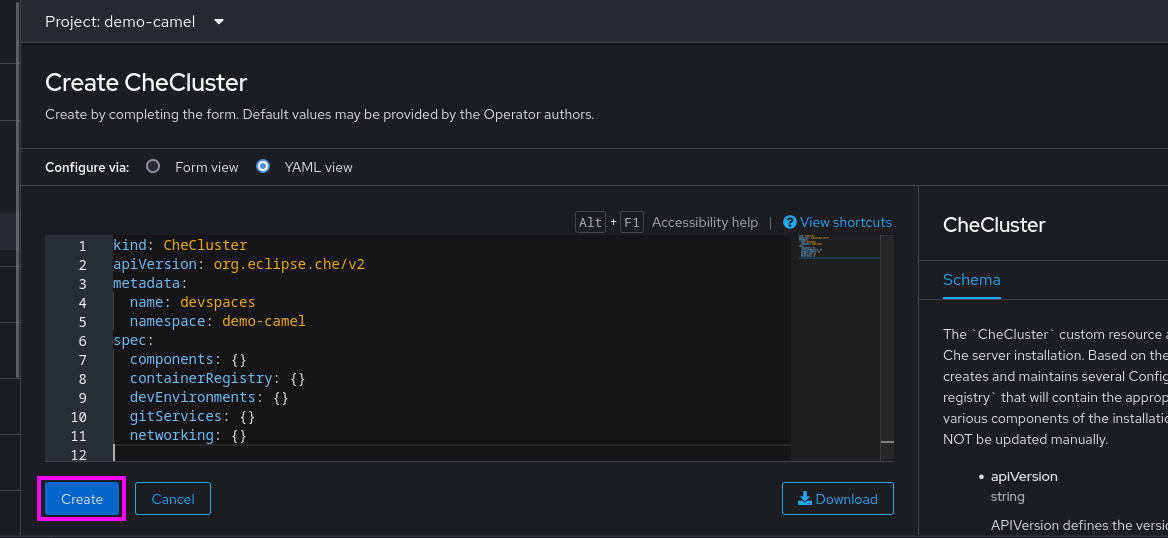 Project: demo-camel
Create CheCluster
Create by completing the form. Default values may be provided by the Operator authors.
Configure via: Form view YAML view
Alt + F1 Accessibility help | View shortcuts
1 kind: CheCluster
2 apiVersion: org.eclipse.che/v2
3 metadata:
4 name: devspaces
5 namespace: demo-camel
6 spec:
7 components: {}
8 containerRegistry: {}
9 devEnvironments: {}
10 gitServices: {}
11 networking: {}
12
Create Cancel Download
CheCluster
Schema
The `CheCluster` custom resource a
Che server installation. Based on the
creates and maintains several Config
registry` that will contain the approp
various components of the installatio
NOT be updated manually.
• apiVersion
string
APIVersion defines the versio